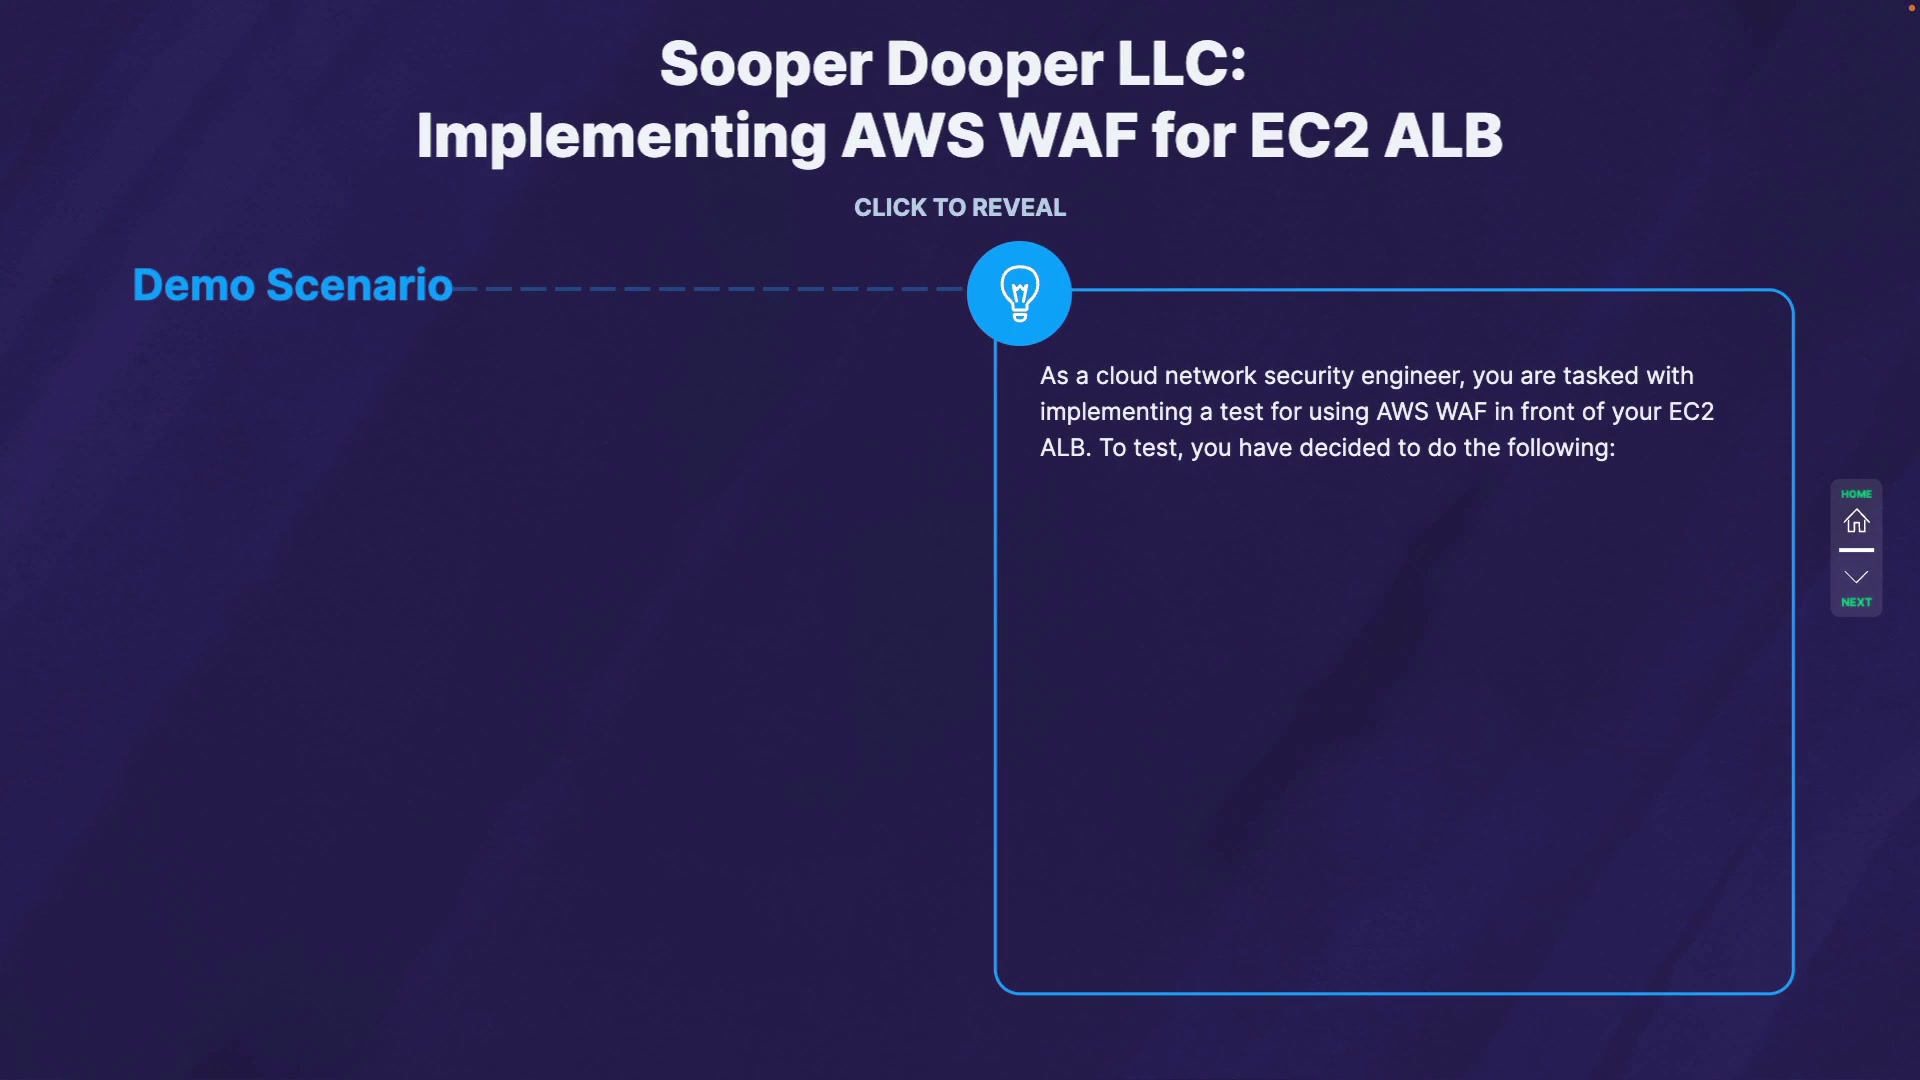 Sooper Dooper LLC:
Implementing AWS WAF for EC2 ALB
CLICK TO REVEAL
Demo Scenario
As a cloud network security engineer, you are tasked with
implementing a test for using AWS WAF in front of your EC2
ALB. To test, you have decided to do the following:
HOME
NEXT